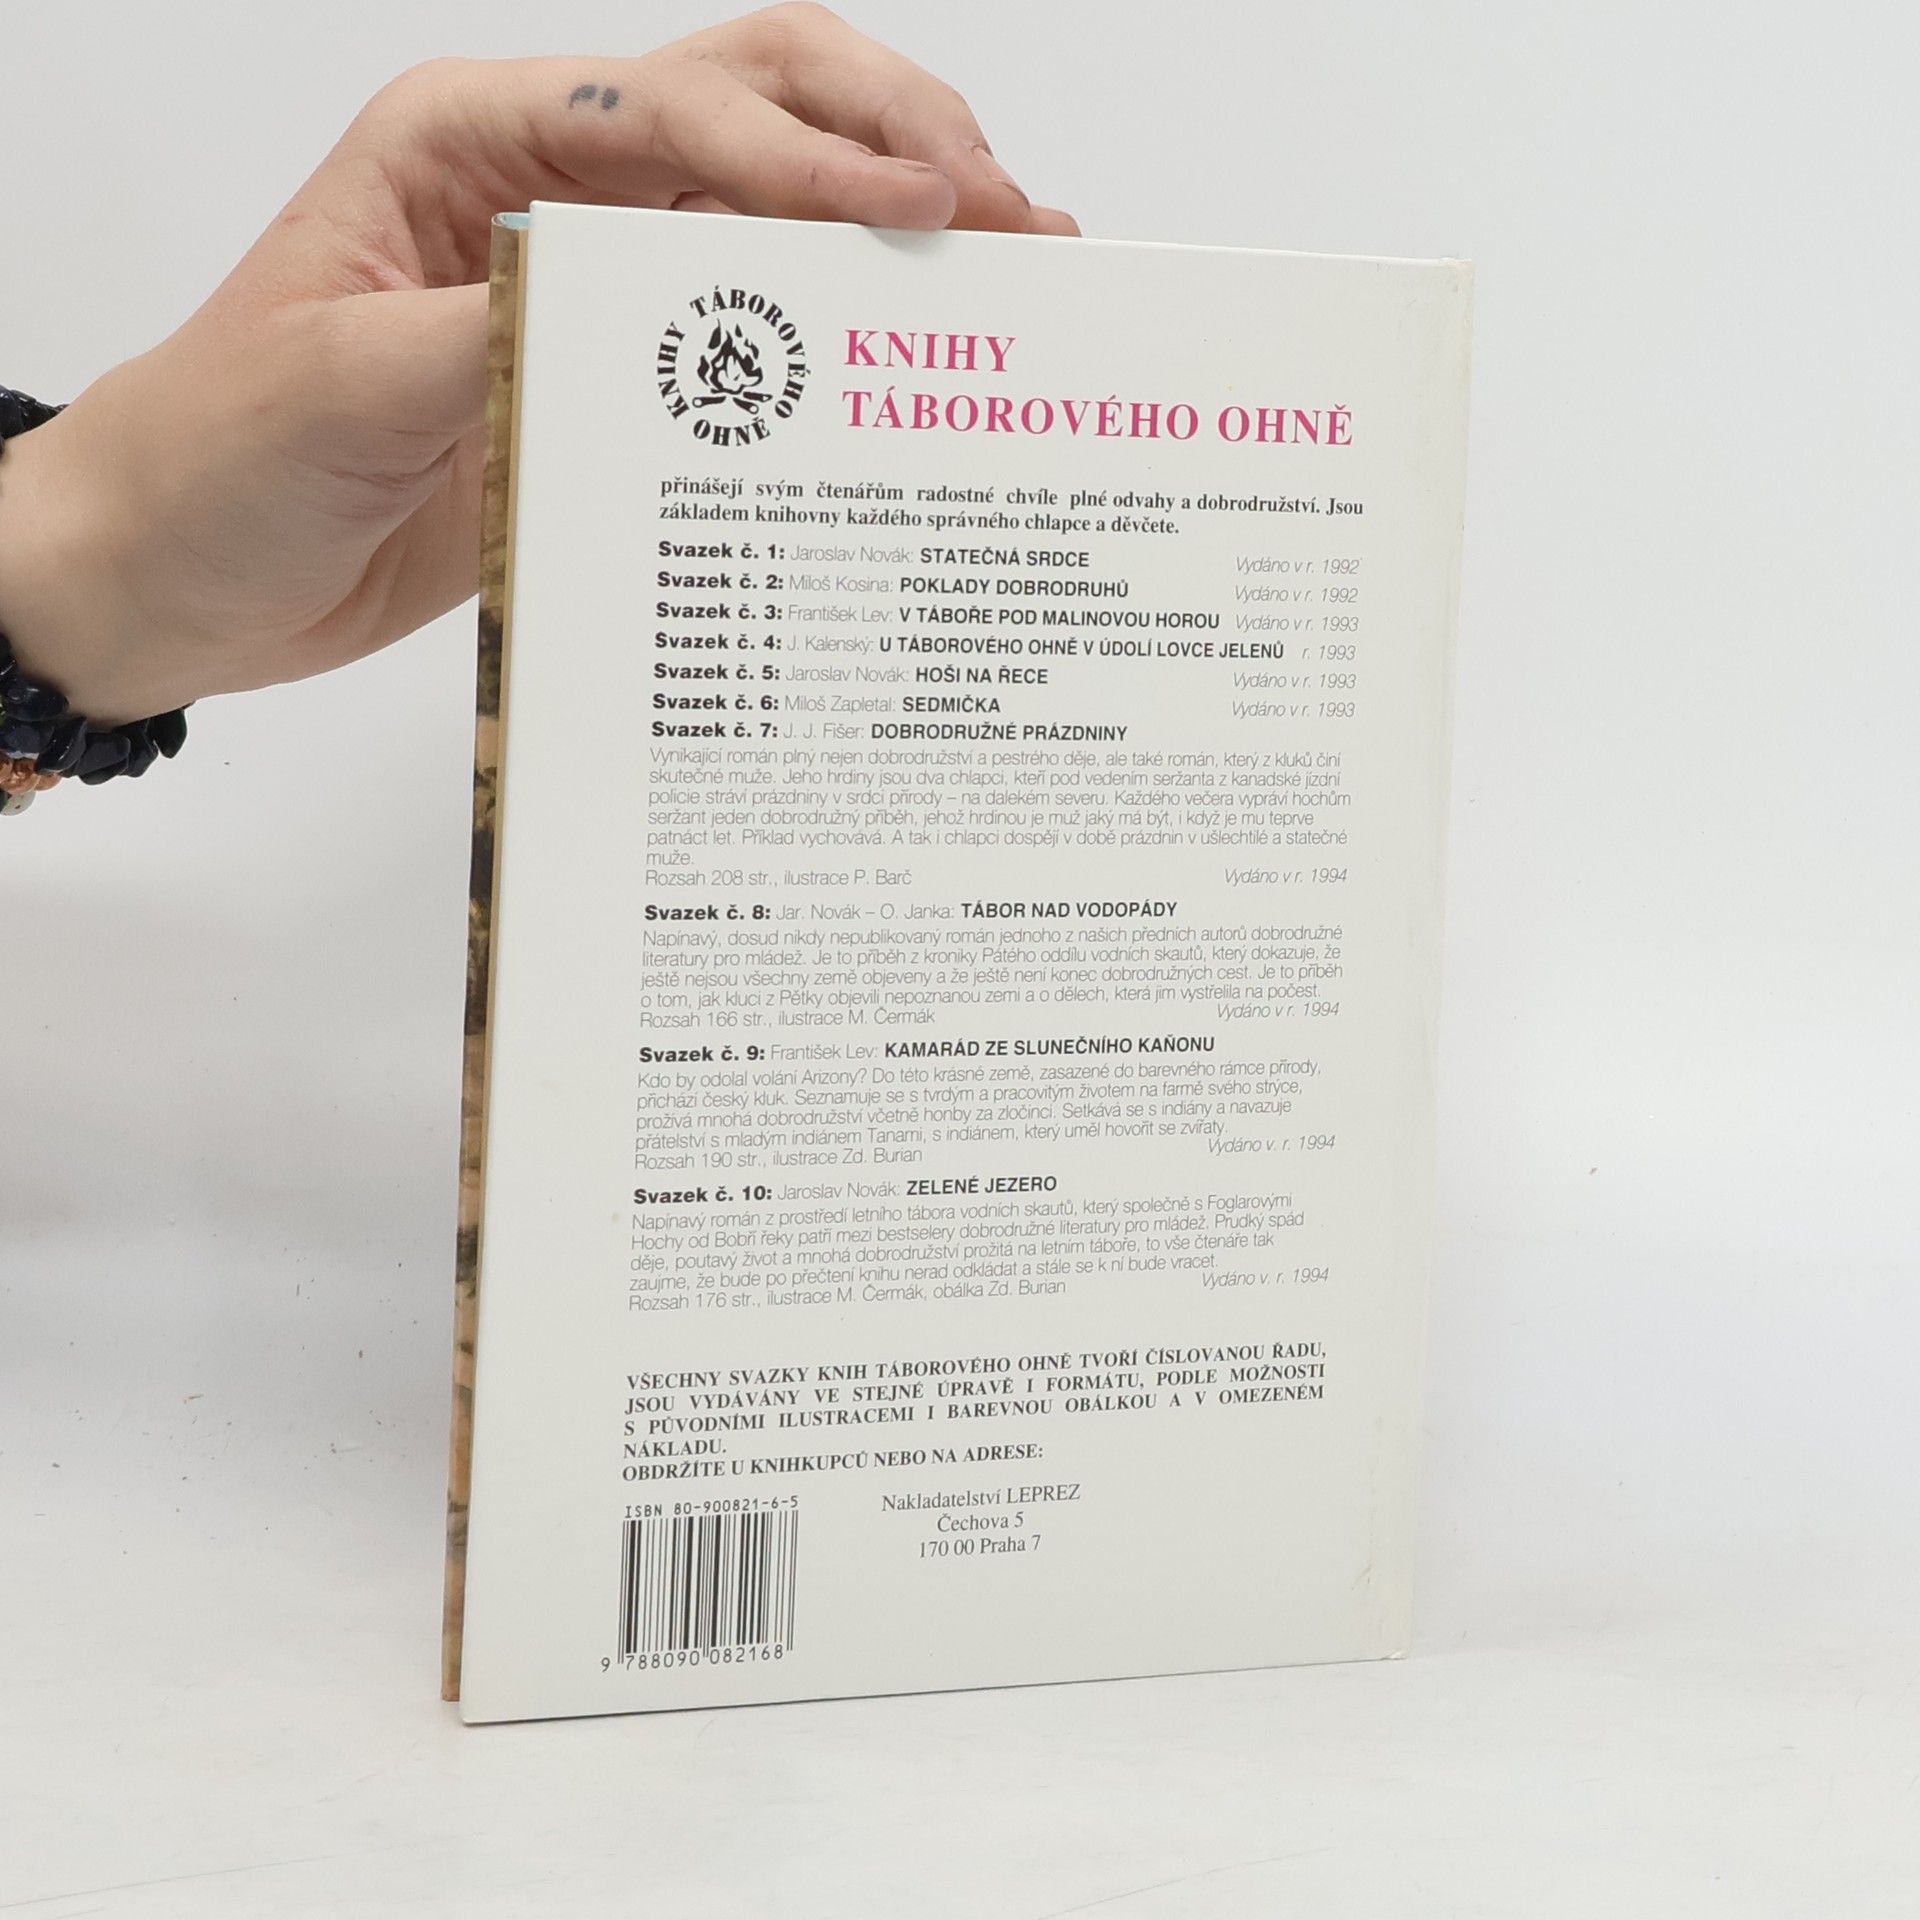 KNIHY TÁBOROVÉHO OHNĚ
KNIHY
TÁBOROVÉHO OHNĚ
přinášejí svým čtenářům radostné chvíle plné odvahy a dobrodružství. Jsou
základem knihovny každého správného chlapce a děvčete.
Svazek č. 1: Jaroslav Novák: STATEČNÁ SRDCE Vydáno v r. 1992
Svazek č. 2: Miloš Kosina: POKLADY DOBRODRUHŮ Vydáno v r. 1992
Svazek č. 3: František Lev: V TÁBOŘE POD MALINOVOU HOROU Vydáno v r. 1993
Svazek č. 4: J. Kalenský: U TÁBOROVÉHO OHNĚ V ÚDOLÍ LOVCE JELENŮ r. 1993
Svazek č. 5: Jaroslav Novák: HOŠI NA ŘECE Vydáno v r. 1993
Svazek č. 6: Miloš Zapletal: SEDMIČKA Vydáno v r. 1993
Svazek č. 7: J. J. Fišer: DOBRODRUŽNÉ PRÁZDNINY
Vynikající román plný nejen dobrodružství a pestrého děje, ale také román, který z kluků činí
skutečné muže. Jeho hrdiny jsou dva chlapci, kteří pod vedením seržanta z kanadské jízdní
policie stráví prázdniny v srdci přírody – na dalekém severu. Každého večera vypráví hochům
seržant jeden dobrodružný příběh, jehož hrdinou je muž jaký má být, i když je mu teprve
patnáct let. Příklad vychovává. A tak i chlapci dospějí v době prázdnin v ušlechtilé a statečné
muže.
Rozsah 208 str., ilustrace P. Barč Vydáno v r. 1994
Svazek č. 8: Jar. Novák – O. Janka: TÁBOR NAD VODOPÁDY
Napínavý, dosud nikdy nepublikovaný román jednoho z našich předních autorů dobrodružné
literatury pro mládež. Je to příběh z kroniky Pátého oddílu vodních skautů, který dokazuje, že
ještě nejsou všechny země objeveny a že ještě není konec dobrodružných cest. Je to příběh
o tom, jak kluci z Pětky objevili nepoznanou zemi a o dělech, která jim vystřelila na počest.
Rozsah 166 str., ilustrace M. Čermák Vydáno v r. 1994
Svazek č. 9: František Lev: KAMARÁD ZE SLUNEČNÍHO KAŇONU
Kdo by odolal volání Arizony? Do této krásné země, zasazené do barevného rámce přírody,
přichází český kluk. Seznamuje se s tvrdým a pracovitým životem na farmě svého strýce,
prožívá mnohá dobrodružství včetně honby za zločinci. Setkává se s indiány a navazuje
přátelství s mladým indiánem Tanami, s indiánem, který uměl hovořit se zvířaty.
Rozsah 190 str., ilustrace Zd. Burian Vydáno v. r. 1994
Svazek č. 10: Jaroslav Novák: ZELENÉ JEZERO
Napínavý román z prostředí letního tábora vodních skautů, který společně s Foglarovými
Hochy od Bobří řeky patří mezi bestselery dobrodružné literatury pro mládež. Prudký spád
děje, poutavý život a mnohá dobrodružství prožitá na letním táboře, to vše čtenáře tak
zaujme, že bude po přečtení knihu nerad odkládat a stále se k ní bude vracet.
Rozsah 176 str., ilustrace M. Čermák, obálka Zd. Burian Vydáno v. r. 1994
VŠECHNY SVAZKY KNIH TÁBOROVÉHO OHNĚ TVOŘÍ ČÍSLOVANOU ŘADU,
JSOU VYDÁVÁNY VE STEJNÉ ÚPRAVĚ I FORMÁTU, PODLE MOŽNOSTI
S PŮVODNÍMI ILUSTRACEMI I BAREVNOU OBÁLKOU A V OMEZENÉM
NÁKLADU.
OBDRŽÍTE U KNIHKUPCŮ NEBO NA ADRESE:
Nakladatelství LEPREZ
Čechova 5
170 00 Praha 7
ISBN 80-900821-6-5
9 788090 082168